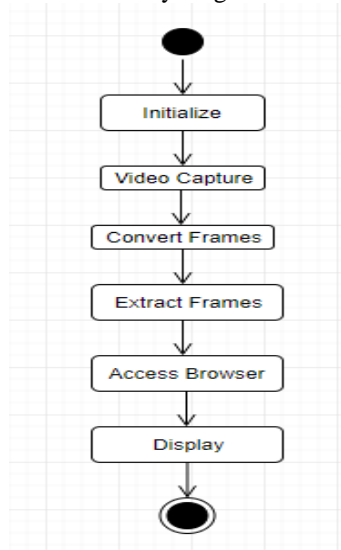 Initialize
Video Capture
Convert Frames
Extract Frames
Access Browser
Display